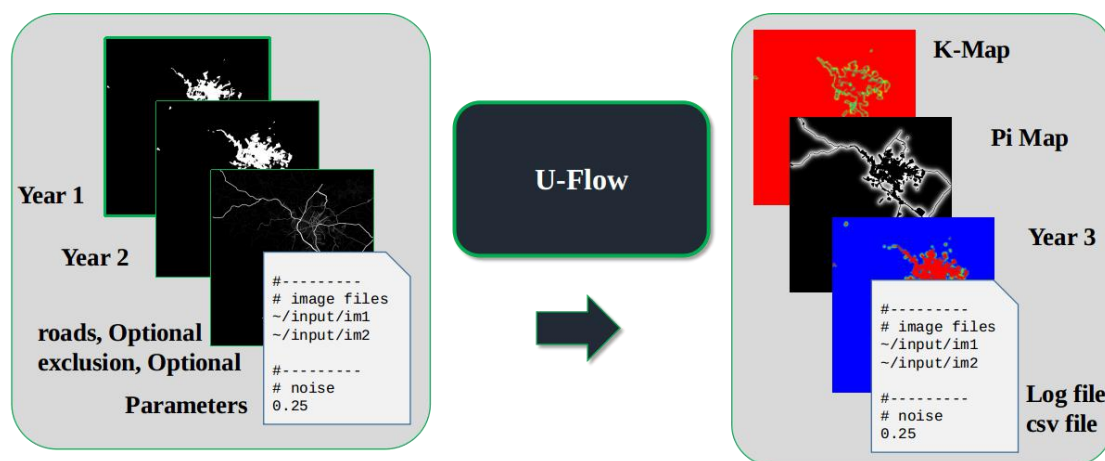 Year 1
Year 2
roads, Optional
exclusion, Optional
Parameters
#---------
# image files
~/input/im1
~/input/im2
#---------
# noise
0.25
U-Flow
K-Map
Pi Map
Year 3
#---------
# image files
~/input/im1
~/input/im2
#---------
# noise
0.25
Log file
csv file